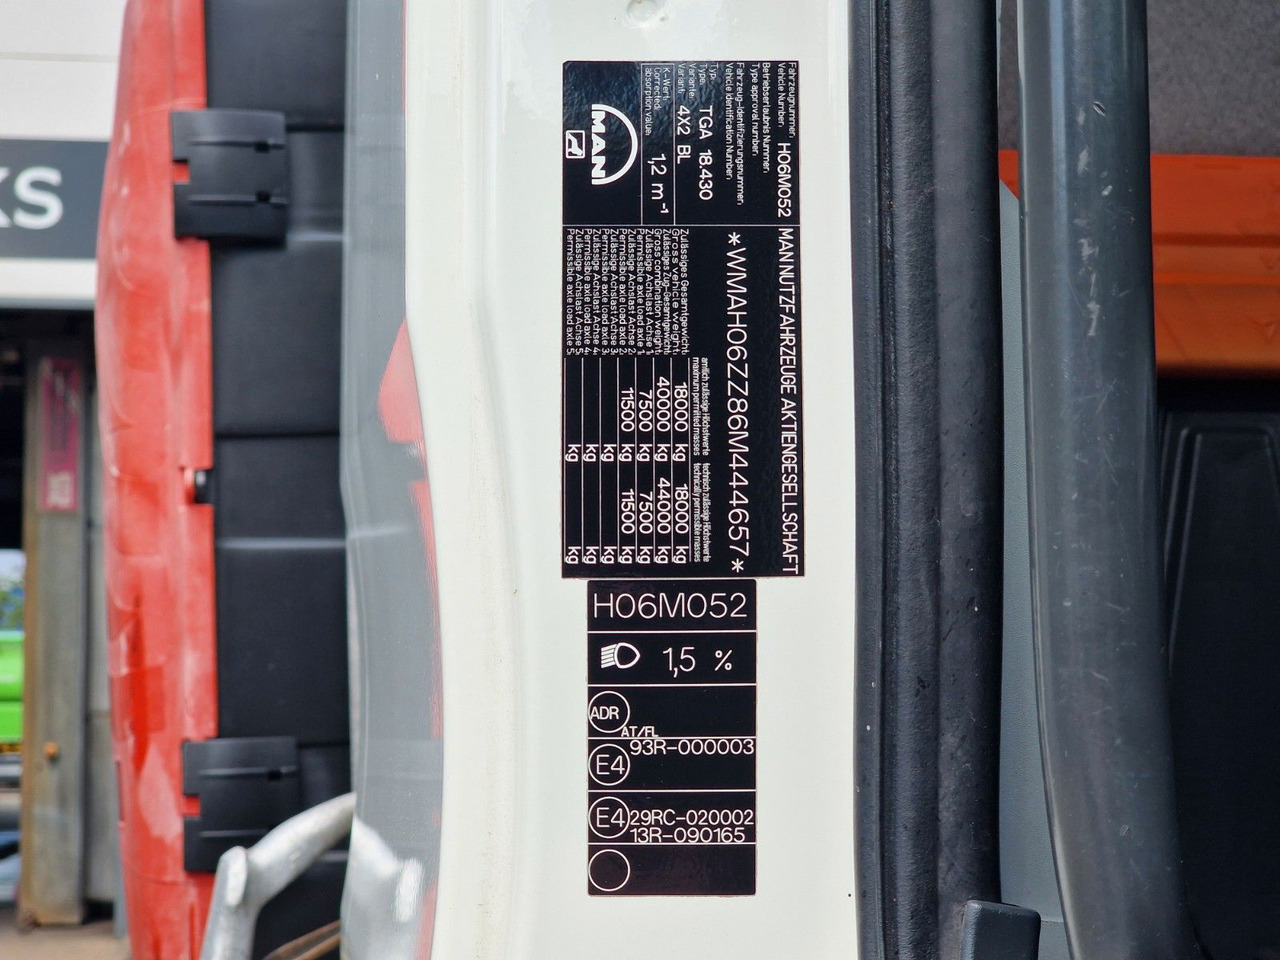 KS
Fahrzeugnummer:
Vehicle Number:
H06M052
MAN NUTZFAHRZEUGE AKTIENGESELLSCHAFT
Betriebserlaubnis Nummer:
Type approval number:
Fahrzeug-Identifizierungsnummer:
Vehicle Identification Number:
*WMAH06ZZ86M444657*
Typ:
Type:
TGA 18.430
Variante:
Variant:
4X2 BL
K-Wert:
Corrected
absorption value:
1,2 m⁻¹
MAN
amtlich zulässige Höchstwerte
maximum permitted masses
technisch zulässige Höchstwerte
technically permissible masses
Zulässiges Gesamtgewicht:
Gross vehicle weight:
18000 kg 18000 kg
Zulässiges Zug-Gesamtgewicht:
Gross combination weight:
40000 kg 44000 kg
Zulässige Achslast Achse 1:
Permissible axle load axle 1:
7500 kg 7500 kg
Zulässige Achslast Achse 2:
Permissible axle load axle 2:
11500 kg 11500 kg
Zulässige Achslast Achse 3:
Permissible axle load axle 3:
kg kg
Zulässige Achslast Achse 4:
Permissible axle load axle 4:
kg kg
Zulässige Achslast Achse 5:
Permissible axle load axle 5:
kg kg
H06M052
1,5 %
ADR
AT/FL
E4 93R-000003
E4 29RC-020002
13R-090165